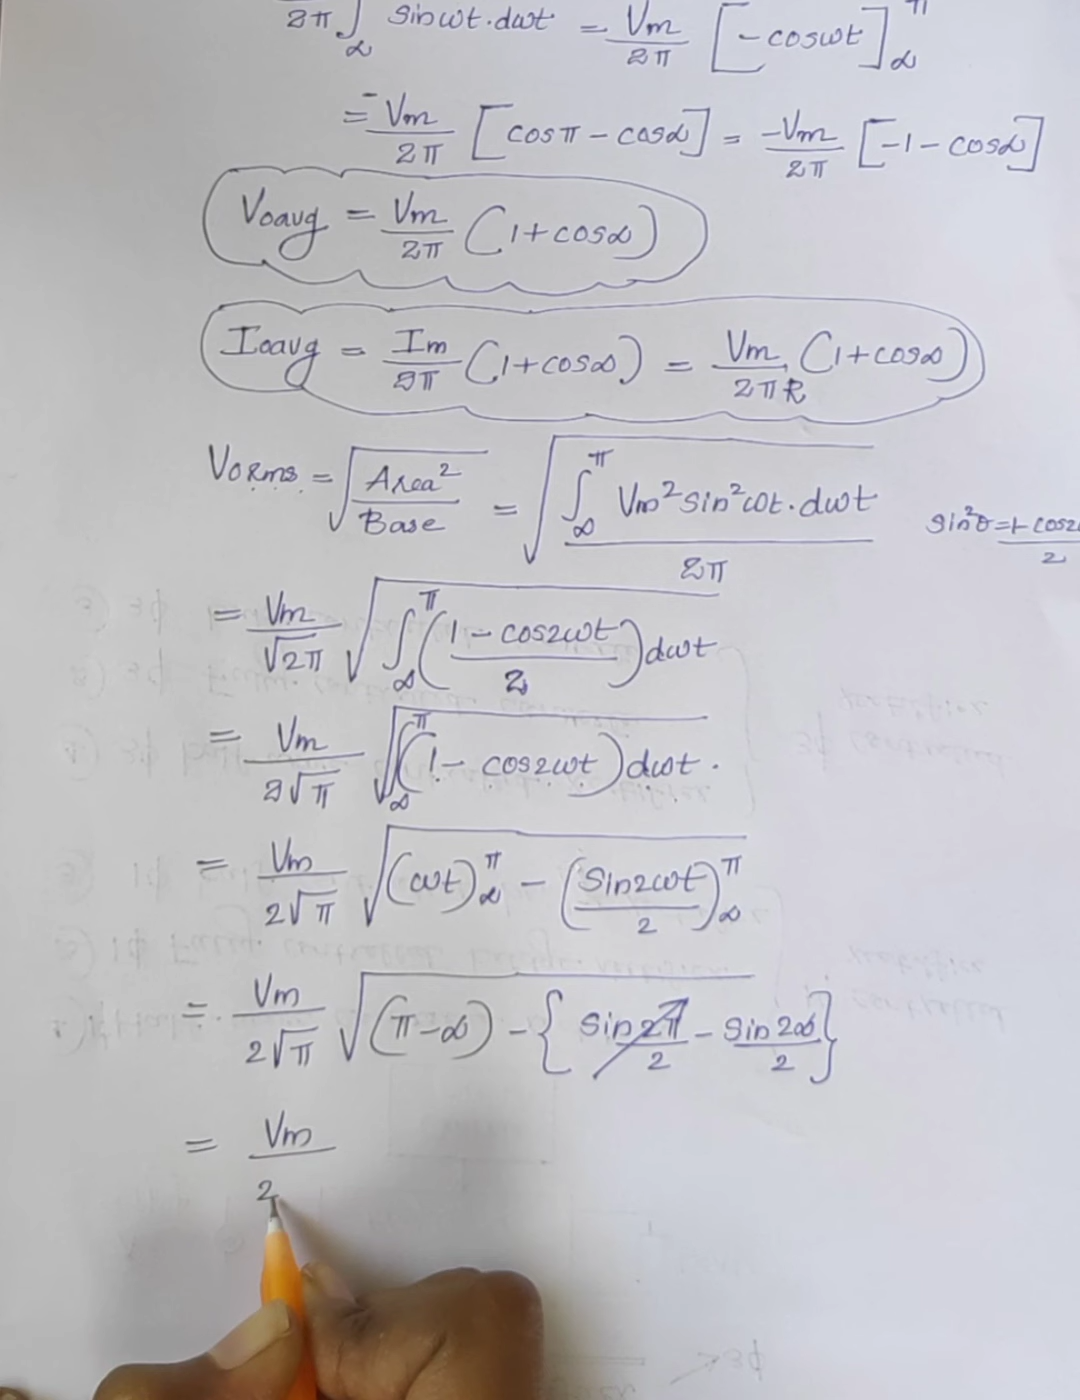 2π ∫α sinωt.dωt = Vm/2π [-cosωt]α^π
= -Vm/2π [cosπ - cosα] = -Vm/2π [-1 - cosα]
Voavg = Vm/2π (1+cosα)
Ioavg = Im/2π (1+cosα) = Vm/2πR (1+cosα)
Vorms = √(Area²/Base) = √(∫α^π Vm² sin²ωt.dωt / 2π) sin²θ = 1-cos2
2
= Vm/√2π √(∫α^π (1-cos2ωt/2) dωt)
= Vm/2√π √(∫α^π (1-cos2ωt) dωt).
= Vm/2√π √((ωt)α^π - (Sin2ωt/2)α^π)
= Vm/2√π √((π-α) - {sin2π/2 - sin2α/2})
= Vm/2